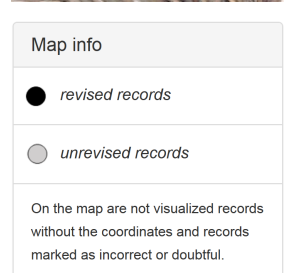 Map info
revised records
unrevised records
On the map are not visualized records
without the coordinates and records
marked as incorrect or doubtful.